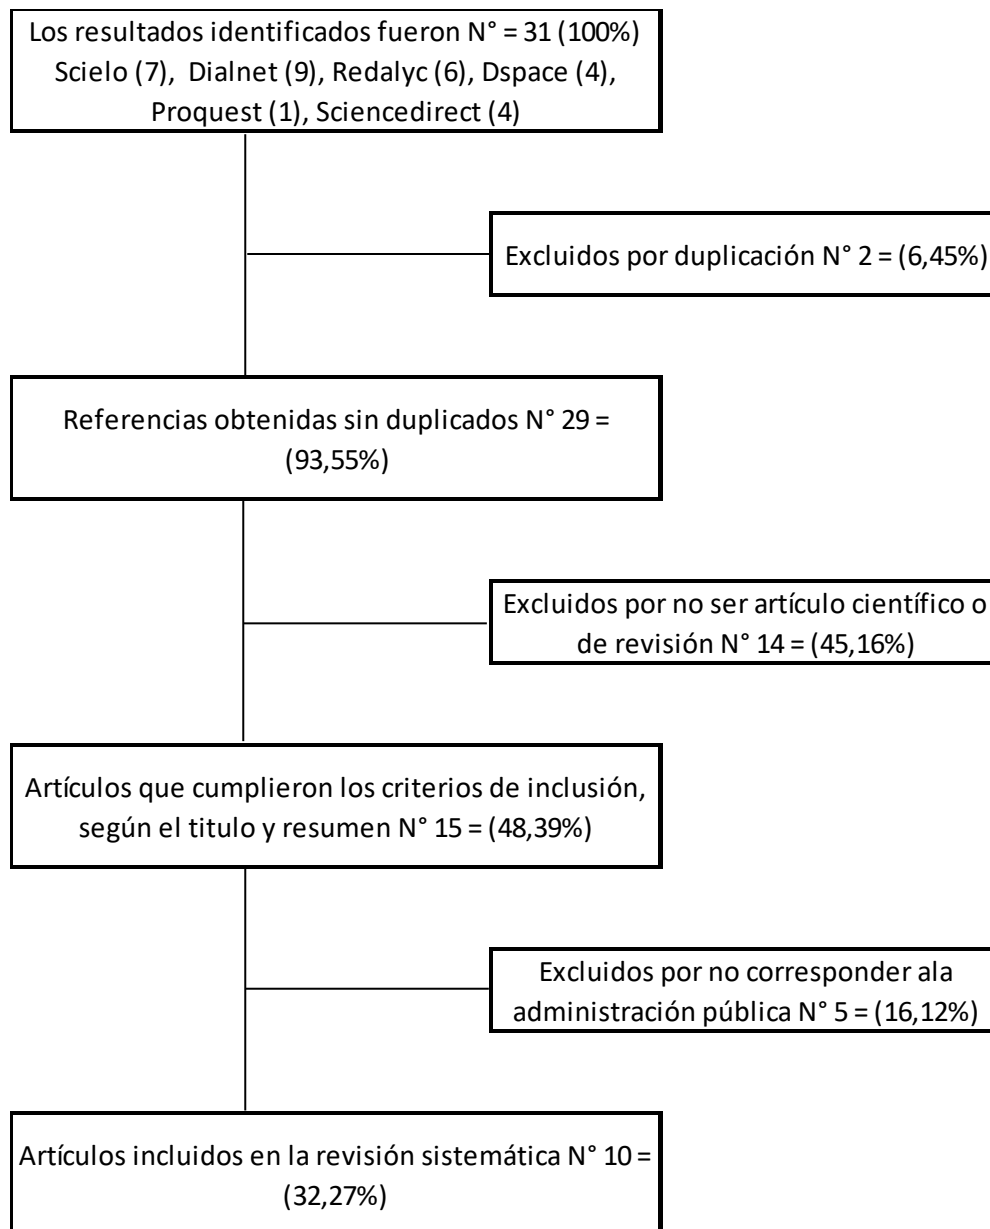 Los resultados identificados fueron N° = 31 (100%)
Scielo (7), Dialnet (9), Redalyc (6), Dspace (4),
Proquest (1), Sciencedirect (4)
Excluidos por duplicación N° 2 = (6,45%)
Referencias obtenidas sin duplicados N° 29 =
(93,55%)
Excluidos por no ser artículo científico o
de revisión N° 14 = (45,16%)
Artículos que cumplieron los criterios de inclusión,
según el titulo y resumen N° 15 = (48,39%)
Excluidos por no corresponder ala
administración pública N° 5 = (16,12%)
Artículos incluidos en la revisión sistemática N° 10 =
(32,27%)